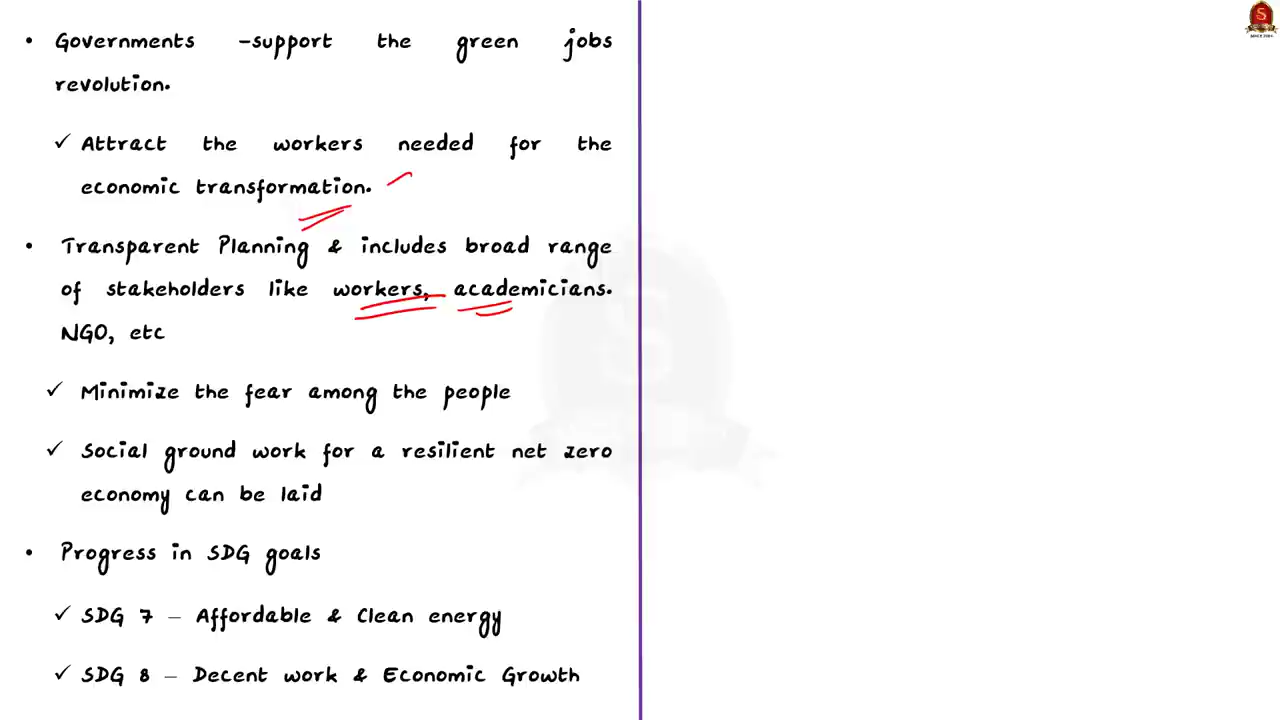 • Governments -support the green jobs
revolution.
✓ Attract the workers needed for the
economic transformation.
• Transparent Planning & includes broad range
of stakeholders like workers, academicians.
NGO, etc
✓ Minimize the fear among the people
✓ Social ground work for a resilient net zero
economy can be laid
• Progress in SDG goals
✓ SDG 7 – Affordable & Clean energy
✓ SDG 8 – Decent work & Economic Growth